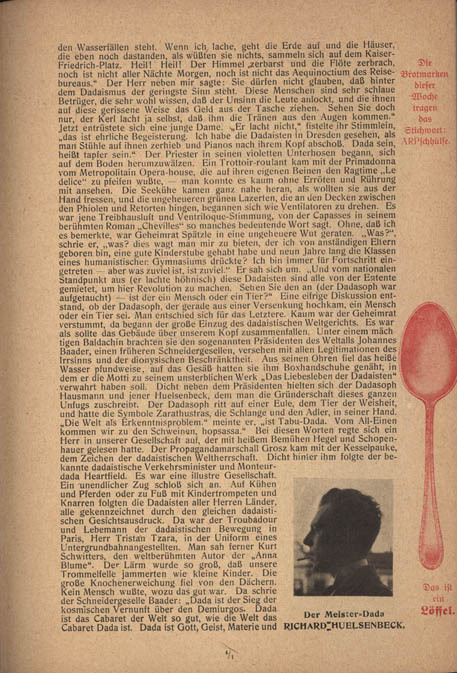 den Wasserfällen steht. Wenn ich lache, geht die Erde auf und die Häuser,
die eben noch dastanden, als wüßten sie nichts, sammeln sich auf dem Kaiser-
Friedrich-Platz. Heil! Heil! Der Himmel zerbarst und die Flöte zerbrach,
noch ist nicht aller Nächte Morgen, noch ist nicht das Aequinoctium des Reise-
bureaus." Der Herr neben mir sagte: Sie dürfen nicht glauben, daß hinter
dem Dadaismus der geringste Sinn steht. Diese Menschen sind sehr schlaue
Betrüger, die sehr wohl wissen, daß der Unsinn die Leute anlockt, und die ihnen
auf diese gerissene Weise das Geld aus der Tasche ziehen. Sehen Sie doch
nur, der Kerl lacht ja selbst, daß ihm die Tränen aus den Augen kommen."
Jetzt entrüstete sich eine junge Dame. „Er lacht nicht," stellte ihr Stimmlein,
„das ist ehrliche Begeisterung. Ich habe die Dadaisten in Dresden gesehen, als
man Stühle auf ihnen zerhieb und Pianos nach ihrem Kopf abschoß. Dada sein,
heißt tapfer sein." Der Priester in seinen violetten Unterhosen begann, sich
auf dem Boden herumzuwälzen. Ein Trottoir-roulant kam mit der Primadonna
vom Metropolitain Opera-house, die auf ihren eigenen Beinen den Ragtime „Le
delice" zu pfeifen wußte, — man konnte es kaum ohne Erröten und Rührung
mit ansehen. Die Seekühe kamen ganz nahe heran, als wollten sie aus der
Hand fressen, und die ungeheueren grünen Lazerten, die an den Decken zwischen
den Phiolen und Retorten hingen, begannen sich wie Ventilatoren zu drehen. Es
war jene Treibhausluft und Ventriloque-Stimmung, von der Capasses in seinem
berühmten Roman „Chevilles" so manches bedeutende Wort sagt. Ohne, daß ich
es bemerkte, war Geheimrat Spätzle in eine ungeheuere Wut geraten. „Was?",
schrie er, „was? dies wagt man mir zu bieten, der ich von anständigen Eltern
geboren bin, eine gute Kinderstube gehabt habe und neun Jahre lang die Klassen
eines humanistischer Gymnasiums drückte? Ich bin immer für Fortschritt ein-
getreten — aber was zuviel ist, ist zuviel." Er sah sich um. „Und vom nationalen
Standpunkt aus (er lachte höhnisch) diese Dadaisten sind alle von der Entente
gemietet, um hier Revolution zu machen. Sehen Sie den an (der Dadasoph war
aufgetaucht) — ist der ein Mensch oder ein Tier?" Eine eifrige Diskussion ent-
stand, ob der Dadasoph, der gerade aus einer Versenkung hochkam, ein Mensch
oder ein Tier sei. Man entschied sich für das Letztere. Kaum war der Geheimrat
verstummt, da begann der große Einzug des dadaistischen Weltgerichts. Es war
als sollte das Gebäude über unserem Kopf zusammenfallen. Unter einem mäch-
tigen Baldachin brachten sie den sogenannten Präsidenten des Weltalls Johannes
Baader, einen früheren Schneidergesellen, versehen mit allen Legitimationen des
Irrsinns und der dionysischen Beschränktheit. Aus seinen Ohren fiel das heiße
Wasser pfundweise, auf das Gesäß hatten sie ihm Boxhandschuhe genäht, in
dem er die Motti zu seinem unsterblichen Werk „Das Liebesleben der Dadaisten"
verwahrt haben soll. Dicht neben dem Präsidenten hielten sich der Dadasoph
Hausmann und jener Huelsenbeck, dem man die Gründerschaft dieses ganzen
Unfugs zuschreibt. Der Dadasoph ritt auf einer Eule, dem Tier der Weisheit,
und hatte die Symbole Zarathustras, die Schlange und den Adler, in seiner Hand.
„Die Welt als Erkenntnisproblem." meinte er, „ist Tabu-Dada. Vom All-Einen
kommen wir zu den Schweinen, hopsassa." Bei diesen Worten regte sich ein
Herr in unserer Gesellschaft auf, der mit heißem Bemühen Hegel und Schopen-
hauer gelesen hatte. Der Propagandamarschall Grosz kam mit der Kesselpauke,
dem Zeichen der dadaistischen Weltherrschaft. Dicht hinter ihm folgte der be-
kannte dadaistische Verkehrsminister und Monteur-
dada Heartfield. Es war eine illustre Gesellschaft.
Ein unendlicher Zug schloß sich an. Auf Kühen
und Pferden oder zu Fuß mit Kindertrompeten und
Knarren folgten die Dadaisten aller Herren Länder,
alle gekennzeichnet durch den gleichen dadaisti-
schen Gesichtsausdruck. Da war der Troubadour
und Lebemann der dadaistischen Bewegung in
Paris, Herr Tristan Tzara, in der Uniform eines
Untergrundbahnangestellten. Man sah ferner Kurt
Schwitters, den weltberühmten Autor der „Anna
Blume". Der Lärm wurde so groß, daß unsere
Trommelfelle jammerten wie kleine Kinder. Die
große Knochenerweichung fiel von den Dächern.
Kein Mensch wußte, wozu das gut war. Da schrie
der Schneidergeselle Baader: „Dada ist der Sieg der
kosmischen Vernunft über den Demiurgos. Dada
ist das Cabaret der Welt so gut, wie die Welt das
Cabaret Dada ist. Dada ist Gott, Geist, Materie und
Der Meister-Dada
RICHARD HUELSENBECK.
Die
Brotmarken
dieser
Woche
tragen
das
Stichwort:
ARPschülfe.
Das ist
ein
Löffel.